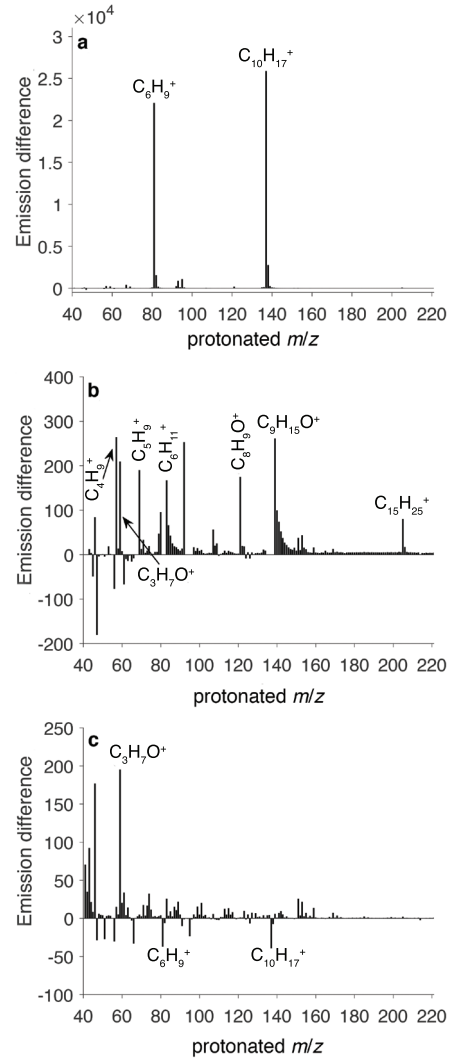 ×10⁴
a
C₁₀H₁₇⁺
C₆H₉⁺
3
2.5
2
1.5
1
0.5
0
Emission difference
40 60 80 100 120 140 160 180 200 220
protonated m/z
b
400
300
200
100
0
-100
-200
Emission difference
C₄H₉⁺
C₅H₉⁺
C₆H₁₁⁺
C₈H₉O⁺
C₉H₁₅O⁺
C₁₅H₂₅⁺
C₃H₇O⁺
40 60 80 100 120 140 160 180 200 220
protonated m/z
c
250
200
150
100
50
0
-50
-100
Emission difference
C₃H₇O⁺
C₆H₉⁺
C₁₀H₁₇⁺
40 60 80 100 120 140 160 180 200 220
protonated m/z